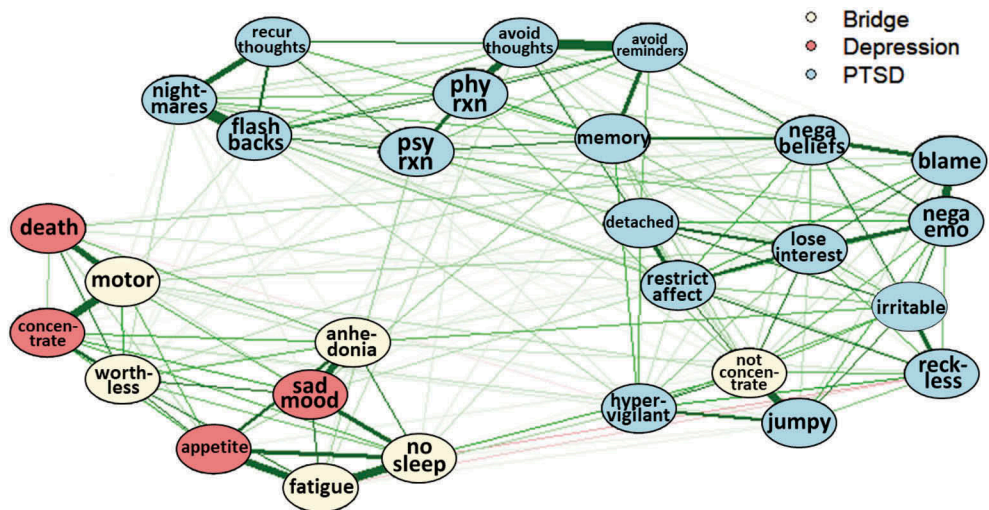 Bridge
Depression
PTSD
recur
thoughts
avoid
thoughts
avoid
reminders
night-
mares
phy
rxn
flash
backs
psy
rxn
memory
nega
beliefs
blame
death
detached
nega
emo
lose
interest
motor
restrict
affect
irritable
concen-
trate
anhe-
donia
worth-
less
not
concen-
trate
reck-
less
sad
mood
hyper-
vigilant
jumpy
appetite
no
sleep
fatigue